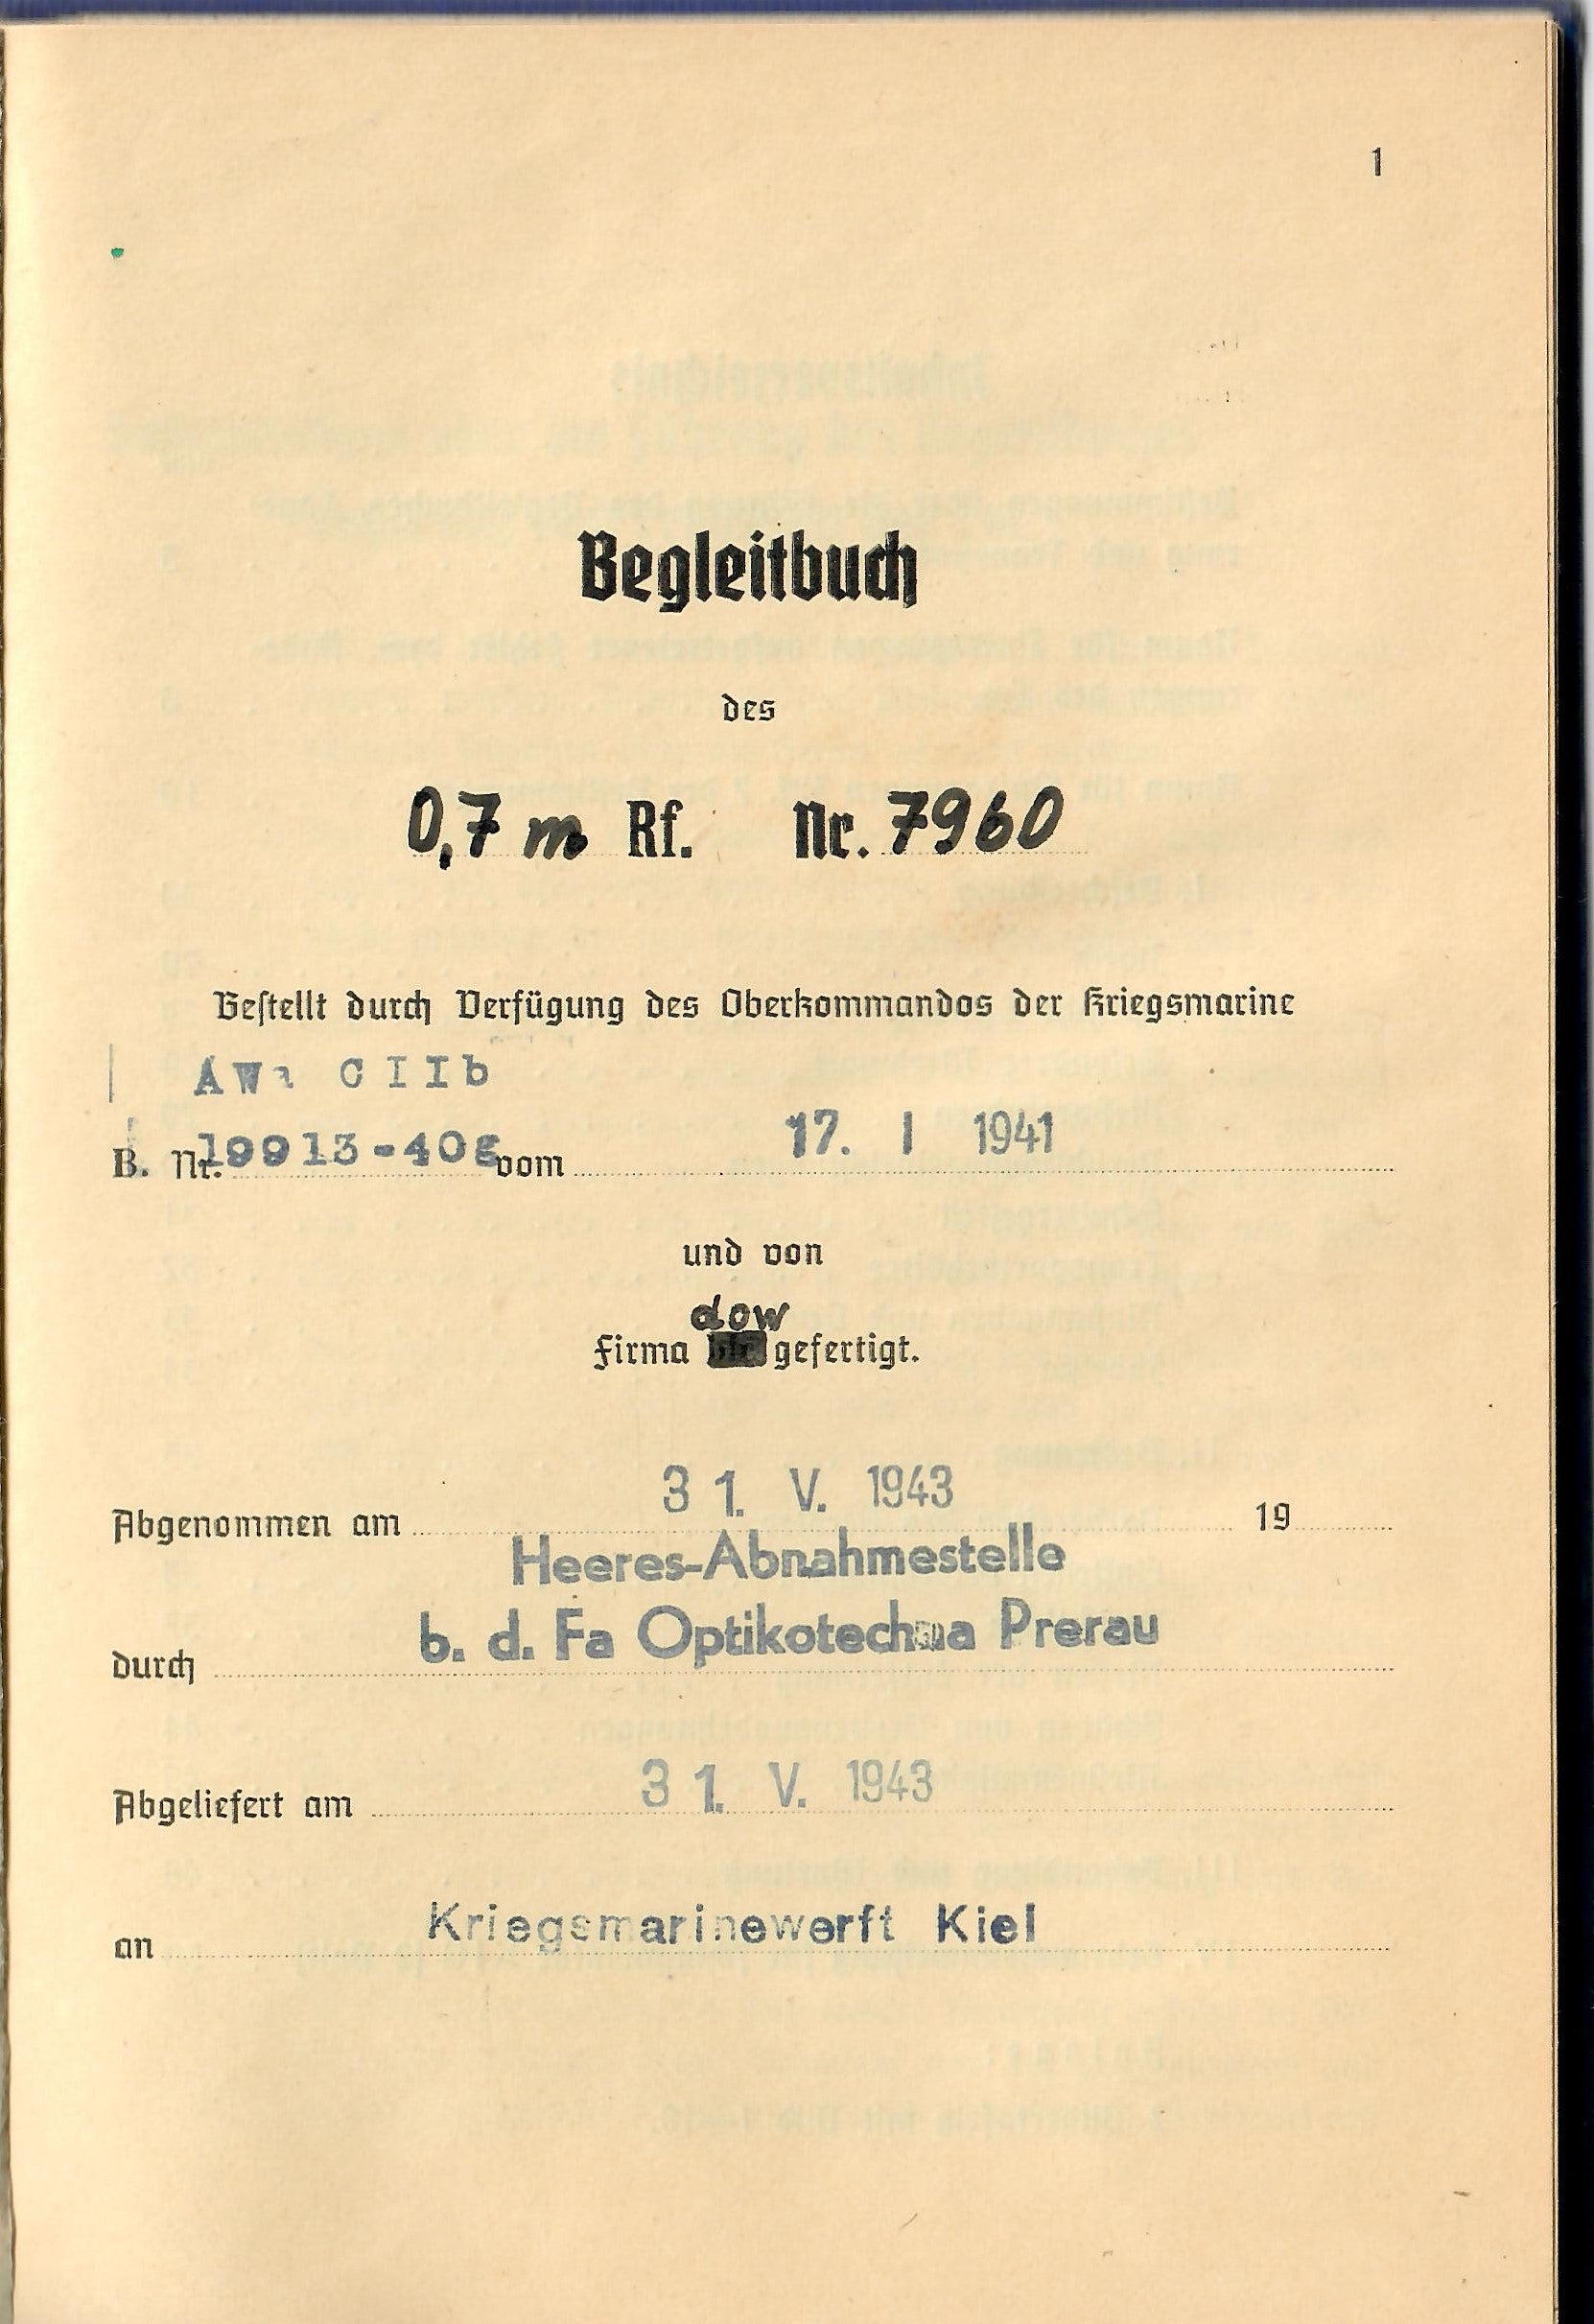 1
Begleitbuch
des
0,7 m Rf. Nr. 7960
Bestellt durch Verfügung des Oberkommandos der Kriegsmarine
AWa CIIb
B. Nr. 19913-40g vom 17. I 1941
und von
dow
Firma gefertigt.
Abgenommen am 31. V. 1943 19
Heeres-Abnahmestelle
durch b. d. Fa Optikotechna Prerau
Abgeliefert am 31. V. 1943
an Kriegsmarinewerft Kiel